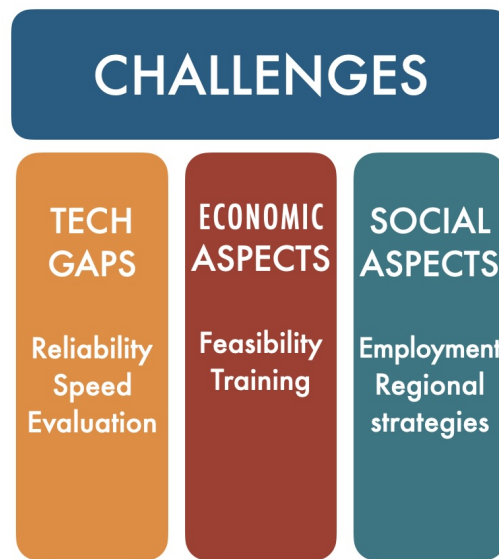 CHALLENGES
TECH
GAPS
Reliability
Speed
Evaluation
ECONOMIC
ASPECTS
Feasibility
Training
SOCIAL
ASPECTS
Employment
Regional
strategies